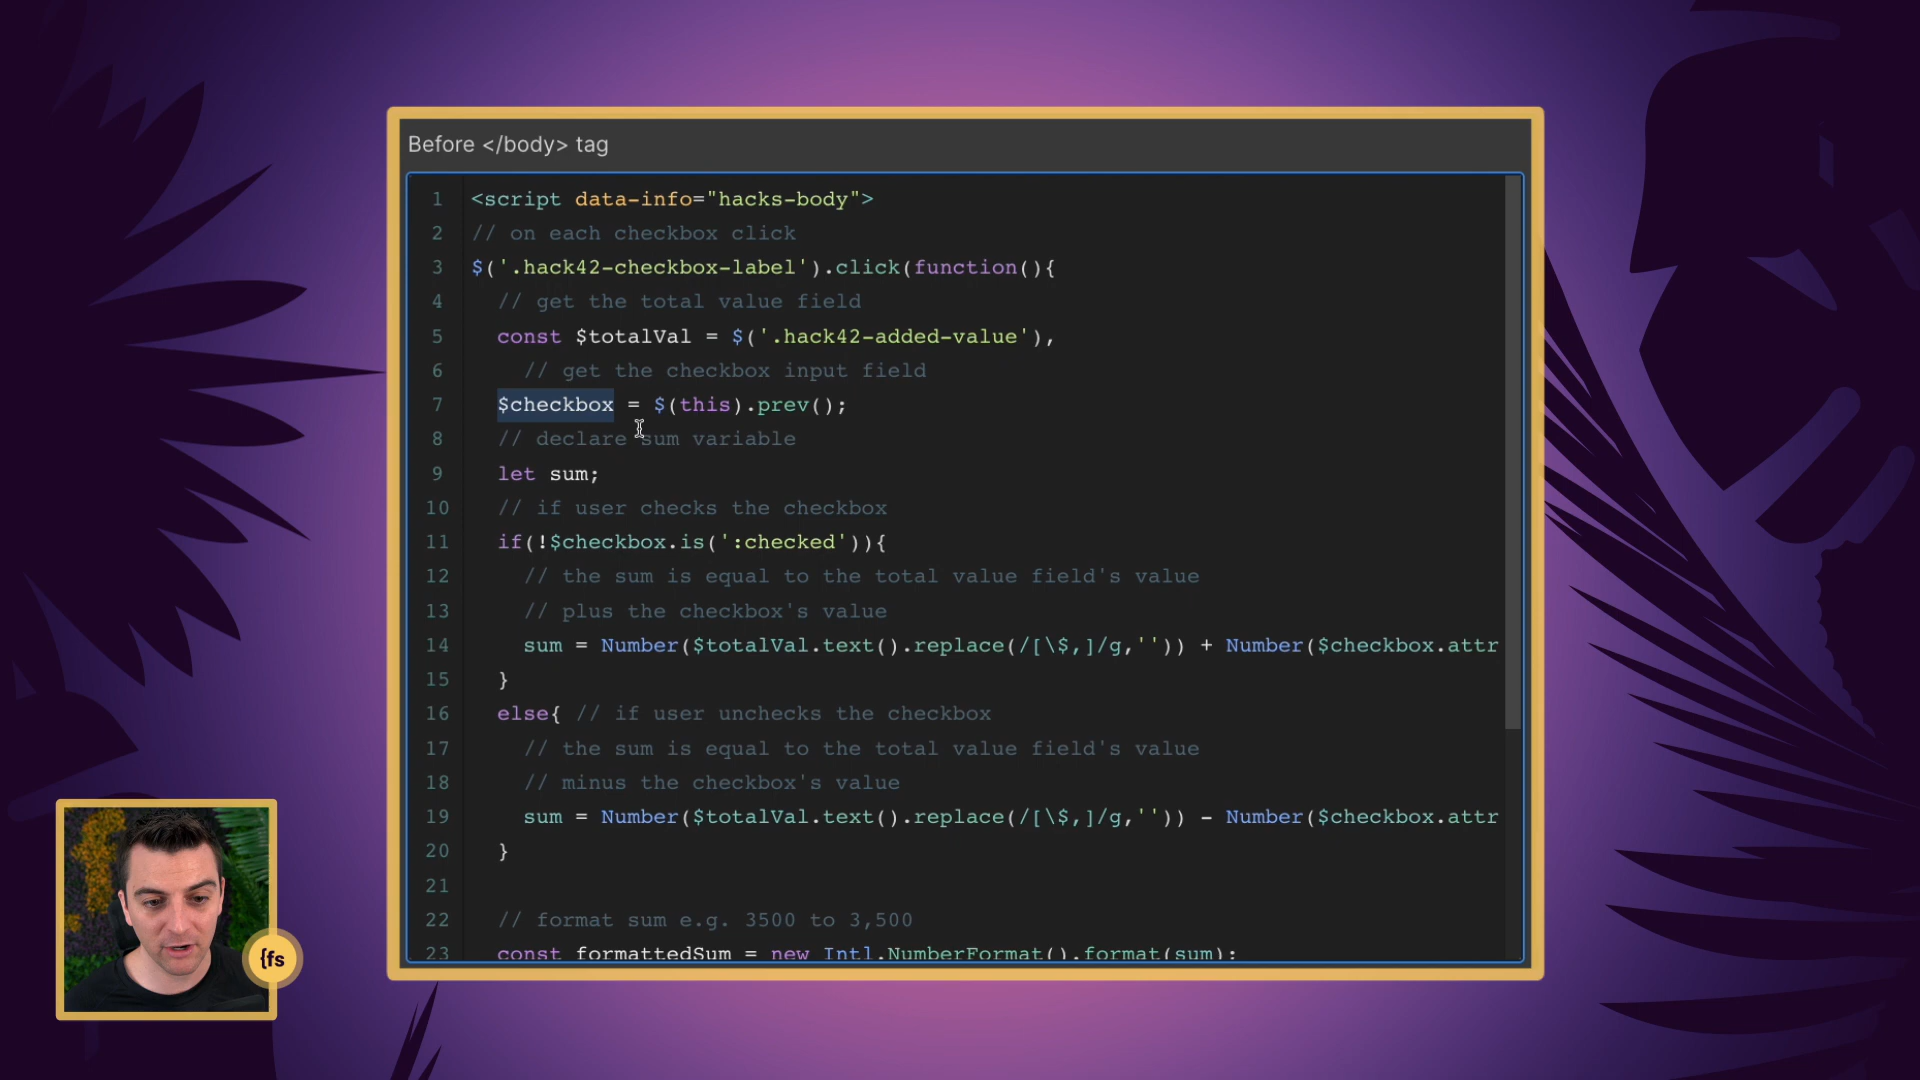 Before </body> tag
1 <script data-info="hacks-body">
2 // on each checkbox click
3 $('.hack42-checkbox-label').click(function(){
4 // get the total value field
5 const $totalVal = $('.hack42-added-value'),
6 // get the checkbox input field
7 $checkbox = $(this).prev();
8 // declare sum variable
9 let sum;
10 // if user checks the checkbox
11 if(!$checkbox.is(':checked')){
12 // the sum is equal to the total value field's value
13 // plus the checkbox's value
14 sum = Number($totalVal.text().replace(/[\$,]/g,'')) + Number($checkbox.attr
15 }
16 else{ // if user unchecks the checkbox
17 // the sum is equal to the total value field's value
18 // minus the checkbox's value
19 sum = Number($totalVal.text().replace(/[\$,]/g,'')) - Number($checkbox.attr
20 }
21
22 // format sum e.g. 3500 to 3,500
23 const formattedSum = new Intl.NumberFormat().format(sum);
{fs